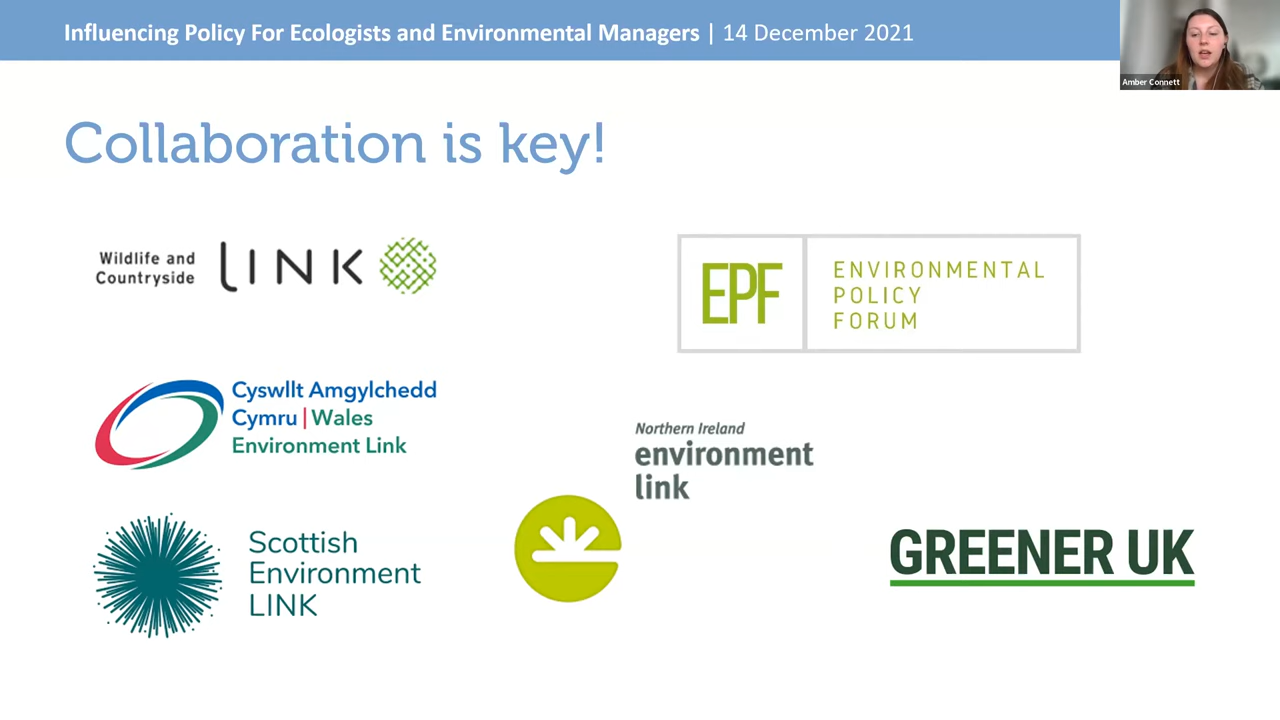 Influencing Policy For Ecologists and Environmental Managers | 14 December 2021
Amber Connett
Collaboration is key!
Wildlife and
Countryside
LINK
EPF
ENVIRONMENTAL
POLICY
FORUM
Cyswllt Amgylchedd
Cymru | Wales
Environment Link
Northern Ireland
environment
link
Scottish
Environment
LINK
GREENER UK